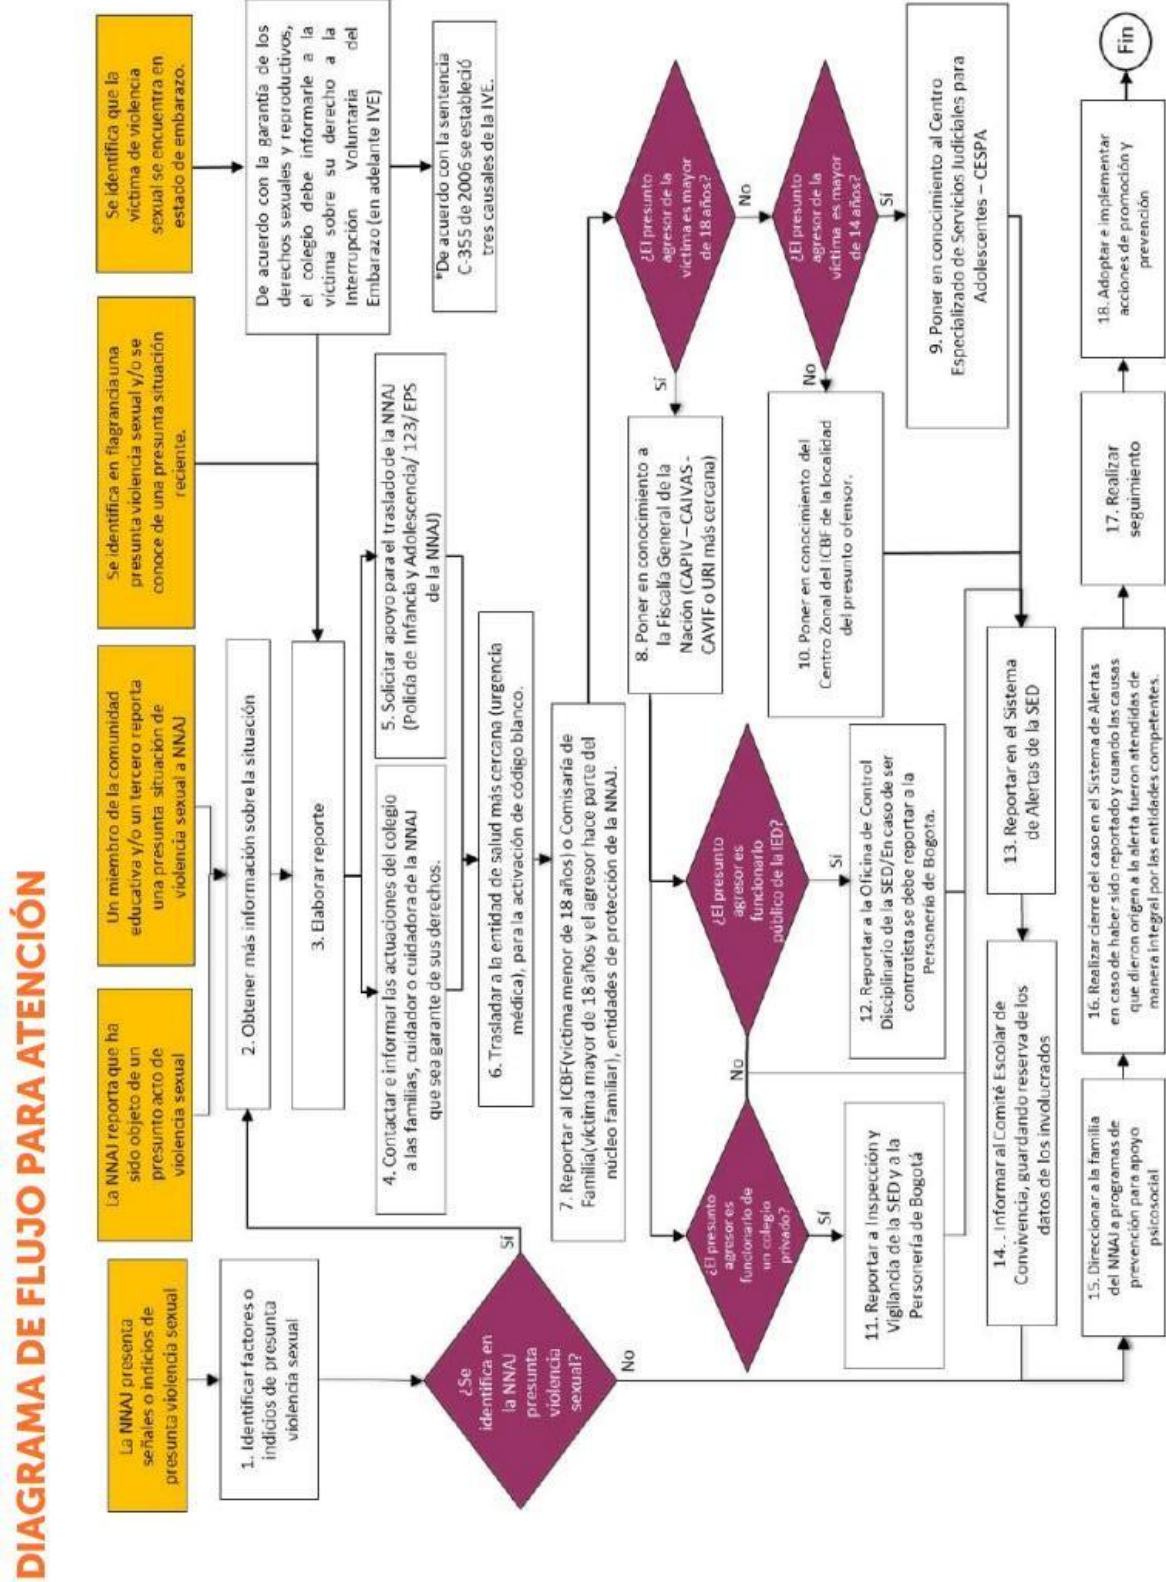 DIAGRAMA DE FLUJO PARA ATENCIÓN
La NNAJ presenta
señales o indicios de
presunta violencia sexual
La NNAJ reporta que ha
sido objeto de un
presunto acto de
violencia sexual
Un miembro de la comunidad
educativa y/o un tercero reporta
una presunta situación de
violencia sexual a NNAJ
Se identifica en flagrancia una
presunta violencia sexual y/o se
conoce de una presunta situación
reciente.
Se identifica que la
víctima de violencia
sexual se encuentra en
estado de embarazo.
1. Identificar factores o
indicios de presunta
violencia sexual
2. Obtener más información sobre la situación
De acuerdo con la garantía de los
derechos sexuales y reproductivos,
el colegio debe informarle a la
víctima sobre su derecho a la
Interrupción Voluntaria del
Embarazo (en adelante IVE)
3. Elaborar reporte
*De acuerdo con la sentencia
C-355 de 2006 se estableció
tres causales de la IVE.
¿Se
identifica en
la NNAJ
presunta
violencia
sexual?
Sí
No
4. Contactar e informar las actuaciones del colegio
a las familias, cuidador o cuidadora de la NNAJ
que sea garante de sus derechos.
5. Solicitar apoyo para el traslado de la NNAJ
(Policía de Infancia y Adolescencia/ 123/ EPS
de la NNAJ)
6. Trasladar a la entidad de salud más cercana (urgencia
médica), para la activación de código blanco.
7. Reportar al ICBF(víctima menor de 18 años) o Comisaría de
Familia(víctima mayor de 18 años y el agresor hace parte del
núcleo familiar), entidades de protección de la NNAJ.
¿El presunto
agresor de la
víctima es mayor
de 18 años?
Sí
No
8. Poner en conocimiento a
la Fiscalía General de la
Nación (CAPIV – CAIVAS -
CAVIF o URI más cercana)
¿El presunto
agresor de la
víctima es mayor
de 14 años?
No
Sí
¿El presunto
agresor es
funcionario de
un colegio
privado?
Sí
No
¿El presunto
agresor es
funcionario
público de la IED?
Sí
10. Poner en conocimiento del
Centro Zonal del ICBF de la localidad
del presunto ofensor.
9. Poner en conocimiento al Centro
Especializado de Servicios Judiciales para
Adolescentes – CESPA
11. Reportar a Inspección y
Vigilancia de la SED y a la
Personería de Bogotá
12. Reportar a la Oficina de Control
Disciplinario de la SED/En caso de ser
contratista se debe reportar a la
Personería de Bogota.
13. Reportar en el Sistema
de Alertas de la SED
14. . Informar al Comité Escolar de
Convivencia, guardando reserva de los
datos de los involucrados
15. Direccionar a la familia
del NNAJ a programas de
prevención para apoyo
psicosocial
16. Realizar cierre del caso en el Sistema de Alertas
en caso de haber sido reportado y cuando las causas
que dieron origen a la alerta fueron atendidas de
manera integral por las entidades competentes.
17. Realizar
seguimiento
18. Adoptar e implementar
acciones de promoción y
prevención
Fin